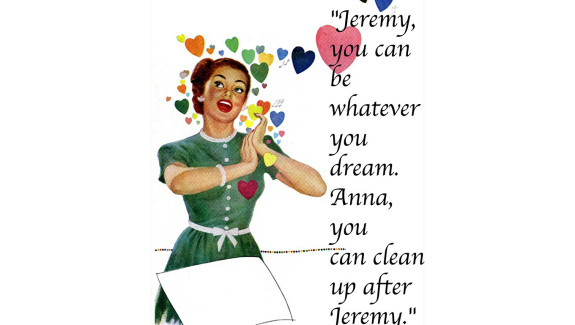 "Jeremy,
you can
be
whatever
you
dream.
Anna,
you
can clean
up after
Jeremy."